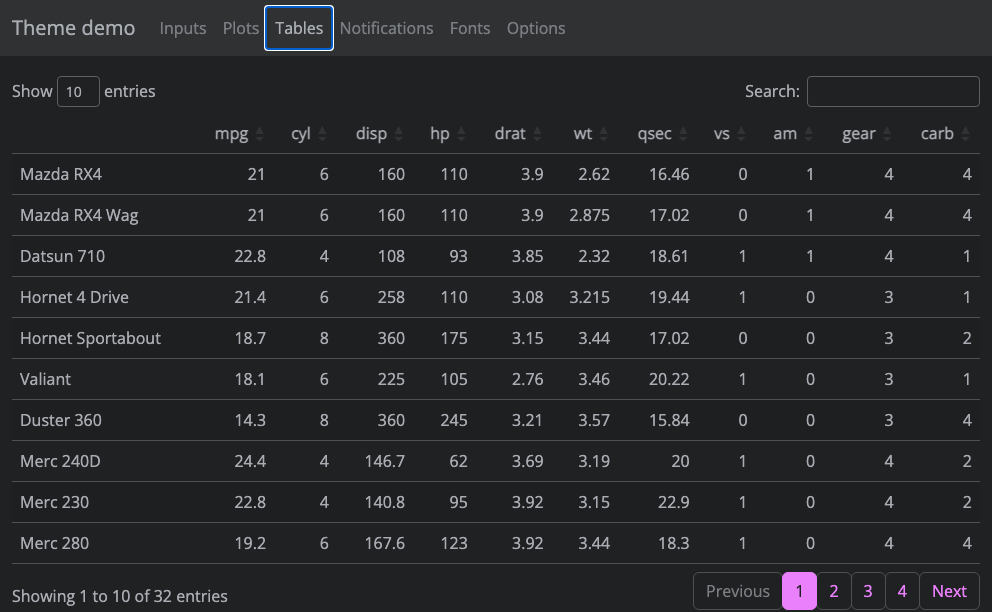 Theme demo Inputs Plots Tables Notifications Fonts Options
Show 10 entries Search:
mpg cyl disp hp drat wt qsec vs am gear carb
Mazda RX4 21 6 160 110 3.9 2.62 16.46 0 1 4 4
Mazda RX4 Wag 21 6 160 110 3.9 2.875 17.02 0 1 4 4
Datsun 710 22.8 4 108 93 3.85 2.32 18.61 1 1 4 1
Hornet 4 Drive 21.4 6 258 110 3.08 3.215 19.44 1 0 3 1
Hornet Sportabout 18.7 8 360 175 3.15 3.44 17.02 0 0 3 2
Valiant 18.1 6 225 105 2.76 3.46 20.22 1 0 3 1
Duster 360 14.3 8 360 245 3.21 3.57 15.84 0 0 3 4
Merc 240D 24.4 4 146.7 62 3.69 3.19 20 1 0 4 2
Merc 230 22.8 4 140.8 95 3.92 3.15 22.9 1 0 4 2
Merc 280 19.2 6 167.6 123 3.92 3.44 18.3 1 0 4 4
Showing 1 to 10 of 32 entries Previous 1 2 3 4 Next